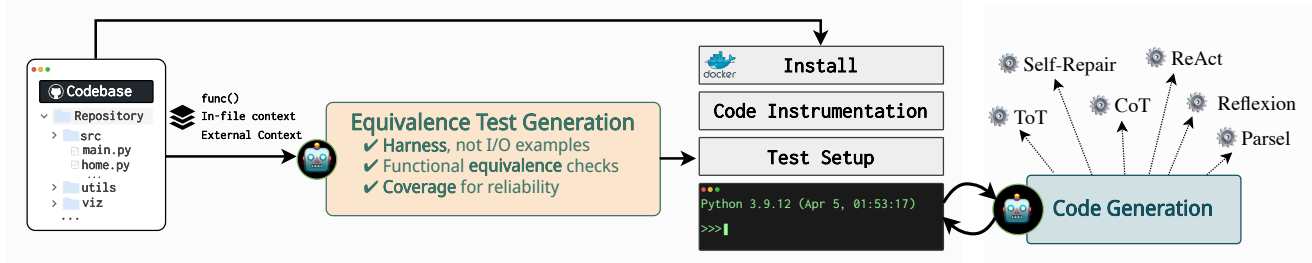 Codebase
Repository
src
main.py
home.py
...
utils
viz
...
func()
In-file context
External Context
Equivalence Test Generation
✔ Harness, not I/O examples
✔ Functional equivalence checks
✔ Coverage for reliability
docker
Install
Code Instrumentation
Test Setup
Python 3.9.12 (Apr 5, 01:53:17)
>>>
Self-Repair
ReAct
ToT
CoT
Reflexion
Parsel
Code Generation